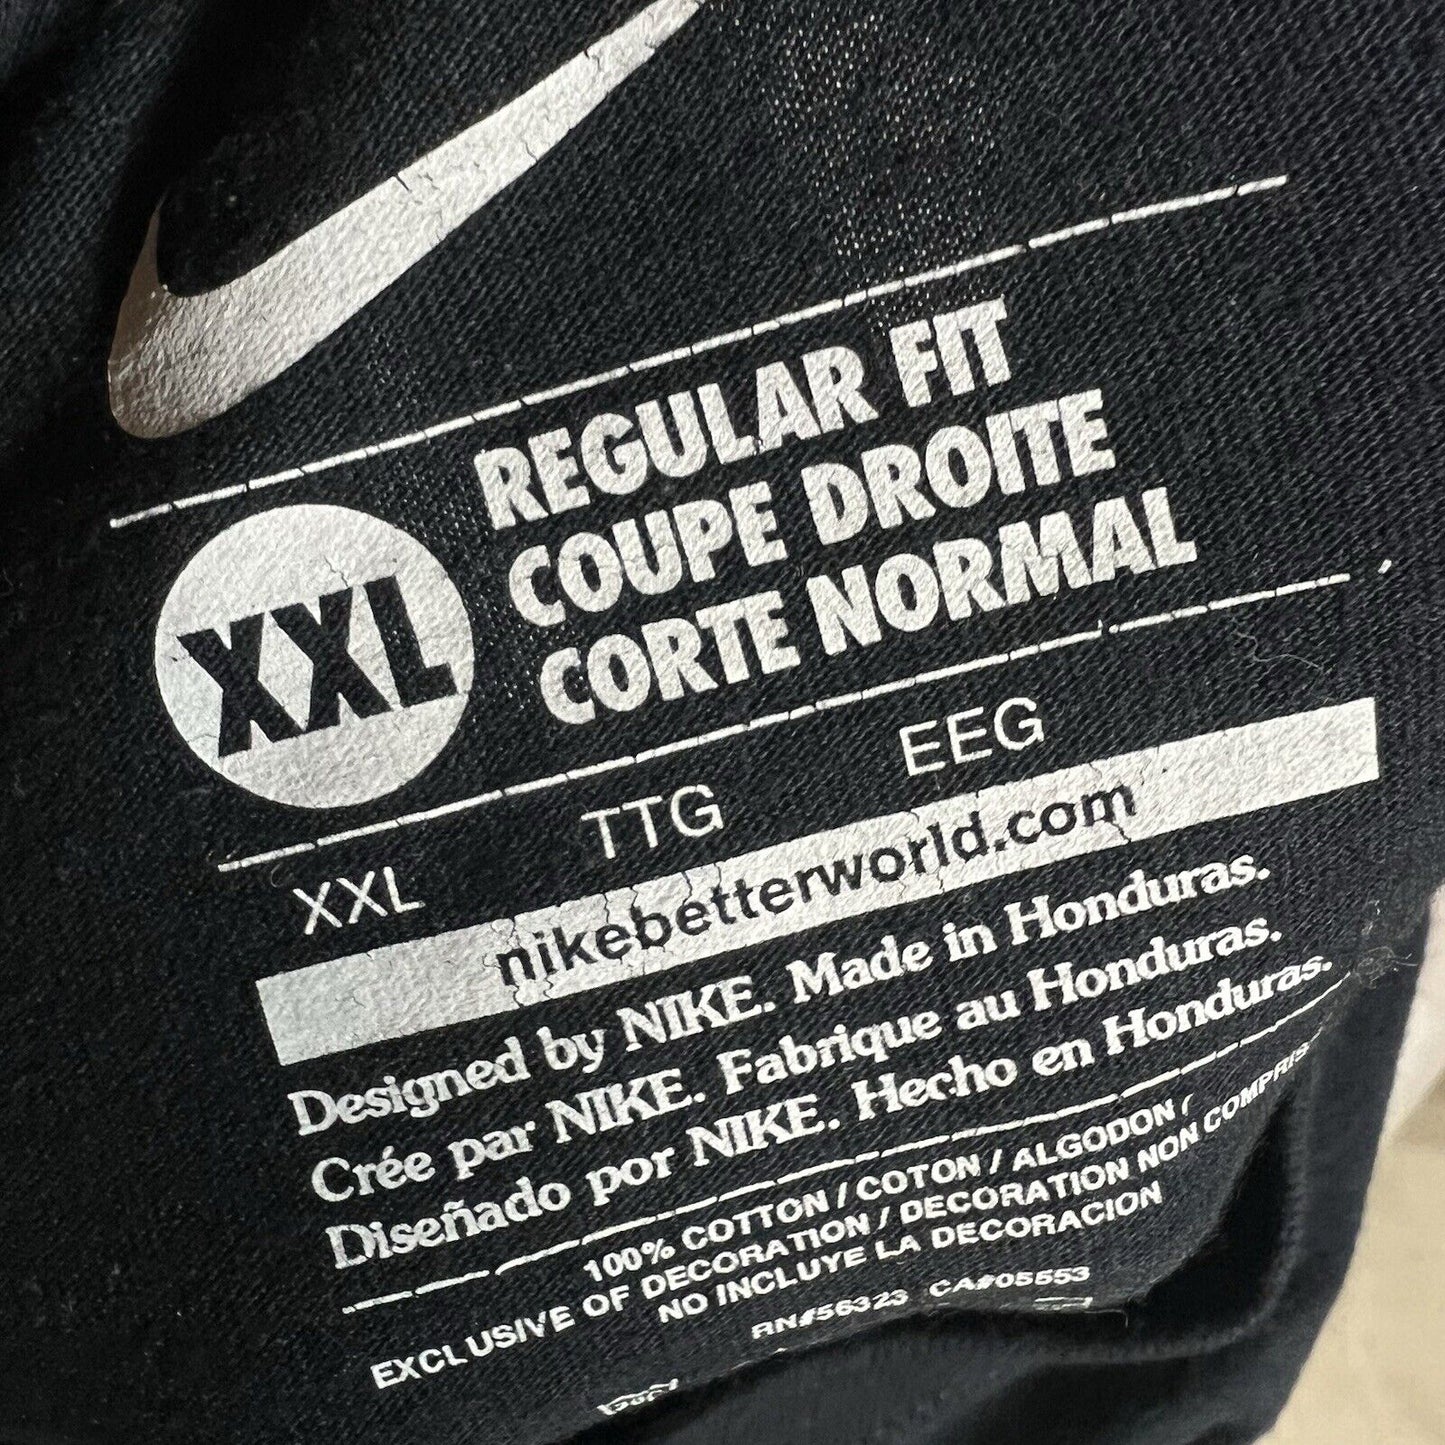 XXL
REGULAR FIT
COUPE DROITE
CORTE NORMAL
XXL TTG EEG
nikebetterworld.com
Designed by NIKE. Made in Honduras.
Crée par NIKE. Fabrique au Honduras.
Diseñado por NIKE. Hecho en Honduras.
100% COTTON / COTON / ALGODON /
EXCLUSIVE OF DECORATION / DECORATION NON COMPRIS
NO INCLUYE LA DECORACION
RN#56323 CA#05553